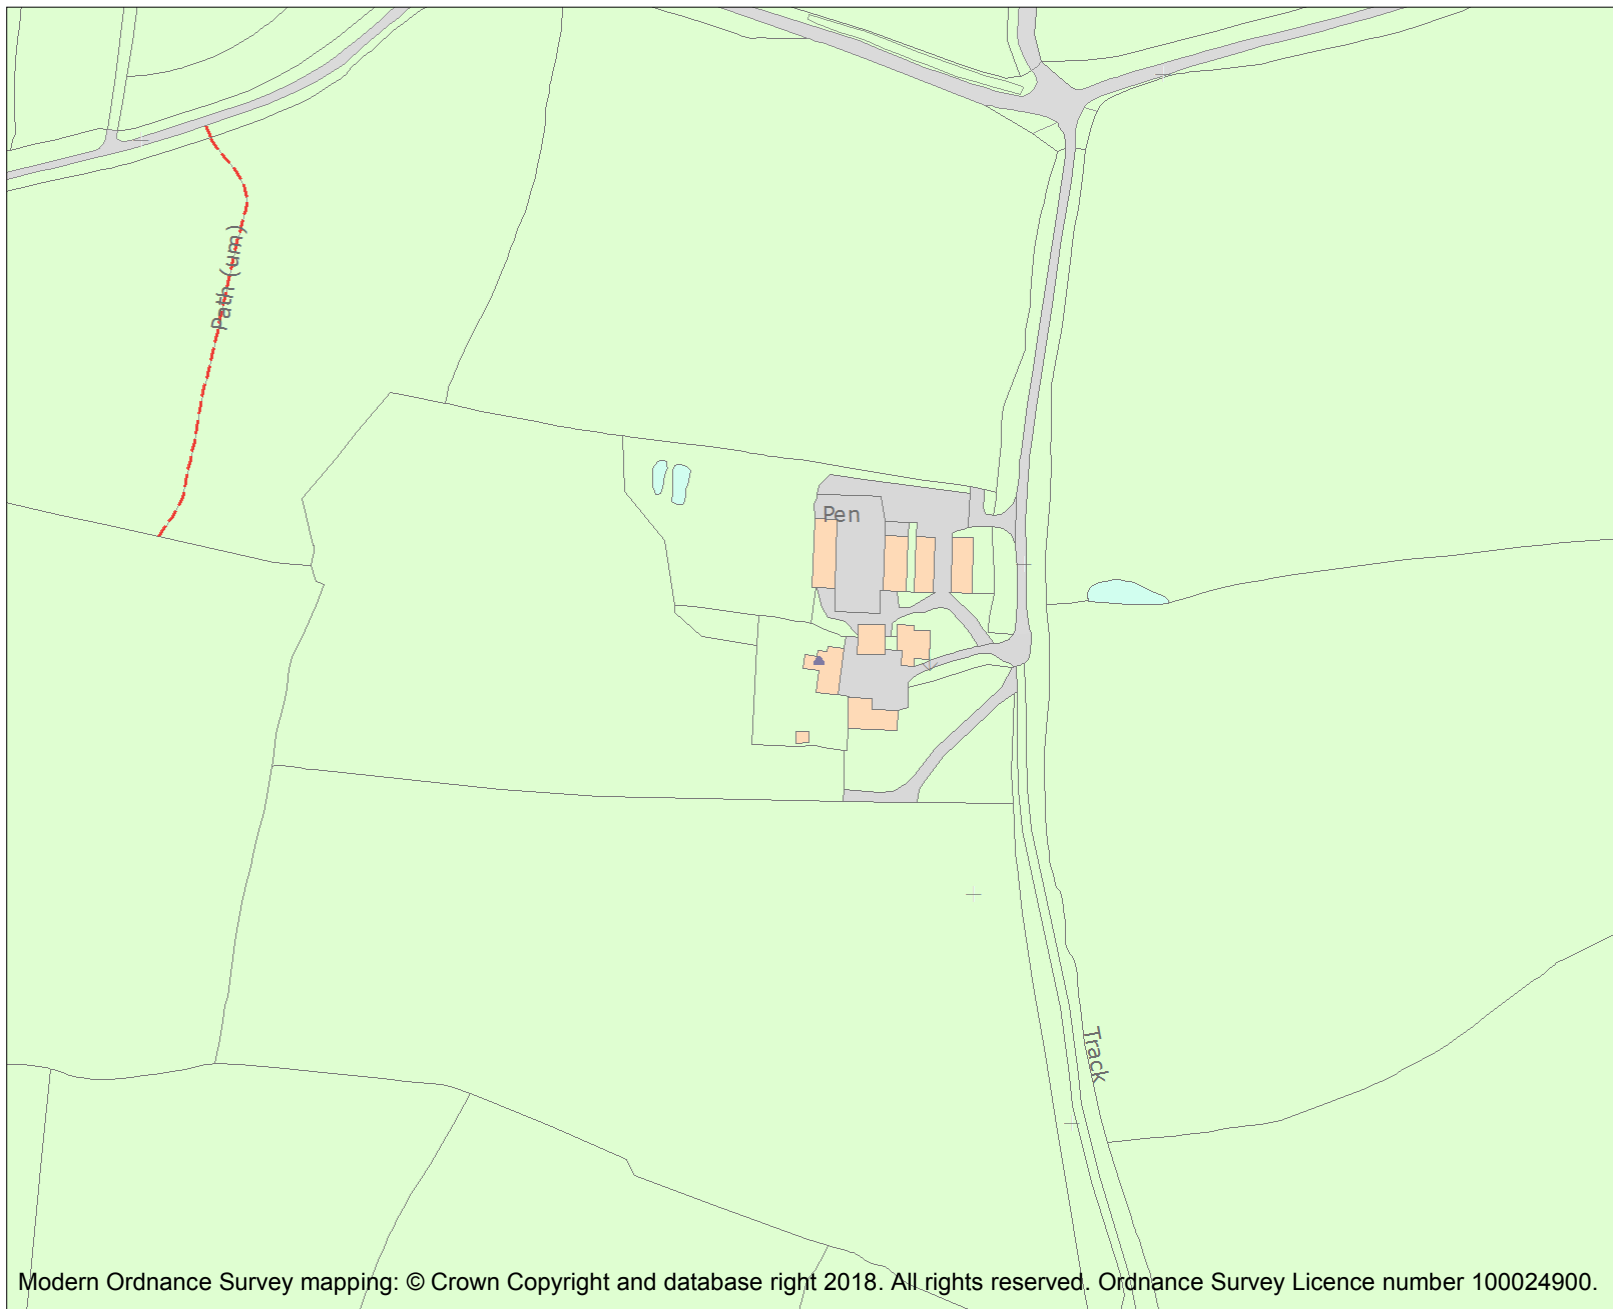 Path (um)
Pen
Track
Modern Ordnance Survey mapping: © Crown Copyright and database right 2018. All rights reserved. Ordnance Survey Licence number 100024900.